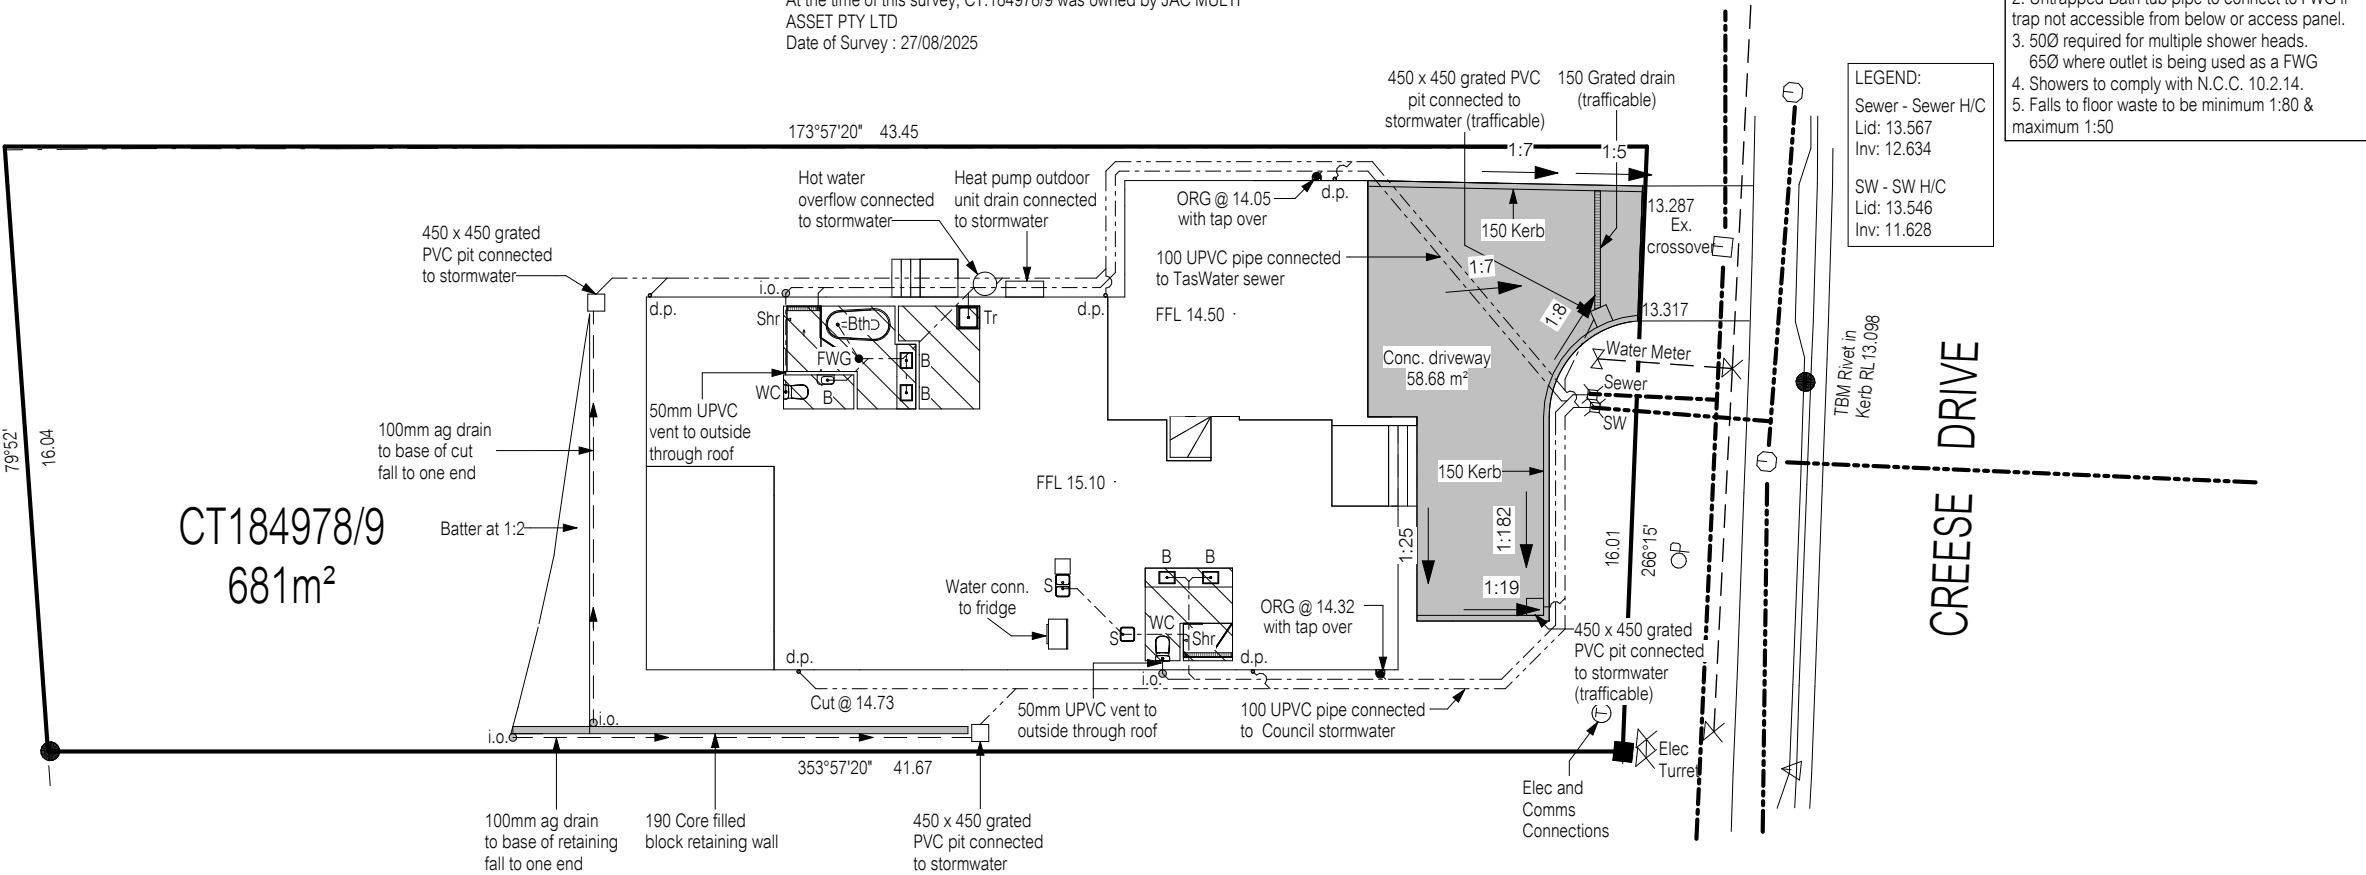 At the time of this survey, CT.184978/9 was owned by JAC MULTI
ASSET PTY LTD
Date of Survey : 27/08/2025
2. Untrapped Bath tub pipe to connect to FWG if
trap not accessible from below or access panel.
3. 50Ø required for multiple shower heads.
65Ø where outlet is being used as a FWG
4. Showers to comply with N.C.C. 10.2.14.
5. Falls to floor waste to be minimum 1:80 &
maximum 1:50
LEGEND:
Sewer - Sewer H/C
Lid: 13.567
Inv: 12.634
SW - SW H/C
Lid: 13.546
Inv: 11.628
450 x 450 grated PVC
pit connected to
stormwater (trafficable)
150 Grated drain
(trafficable)
173°57'20" 43.45
1:7
1:5
Hot water
overflow connected
to stormwater
Heat pump outdoor
unit drain connected
to stormwater
ORG @ 14.05
with tap over
d.p.
13.287
Ex.
crossover
150 Kerb
450 x 450 grated
PVC pit connected
to stormwater
100 UPVC pipe connected
to TasWater sewer
1:7
i.o.
d.p.
d.p.
FFL 14.50
1:8
13.317
Shr
Bth
Tr
FWG
B
B
WC
B
Conc. driveway
58.68 m²
Water Meter
Sewer
SW
TBM Rivet in
Kerb RL13.098
CREESE DRIVE
50mm UPVC
vent to outside
through roof
79°52'
16.04
100mm ag drain
to base of cut
fall to one end
150 Kerb
FFL 15.10
CT184978/9
681m²
Batter at 1:2
1:25
1:182
16.01
266°15'
P
B B
Water conn.
to fridge
S
S
WC
Shr
ORG @ 14.32
with tap over
1:19
450 x 450 grated
PVC pit connected
to stormwater
(trafficable)
d.p.
d.p.
i.o.
Cut @ 14.73
50mm UPVC vent to
outside through roof
100 UPVC pipe connected
to Council stormwater
T
i.o.
i.o.
Elec
Turret
353°57'20" 41.67
Elec and
Comms
Connections
100mm ag drain
to base of retaining
fall to one end
190 Core filled
block retaining wall
450 x 450 grated
PVC pit connected
to stormwater